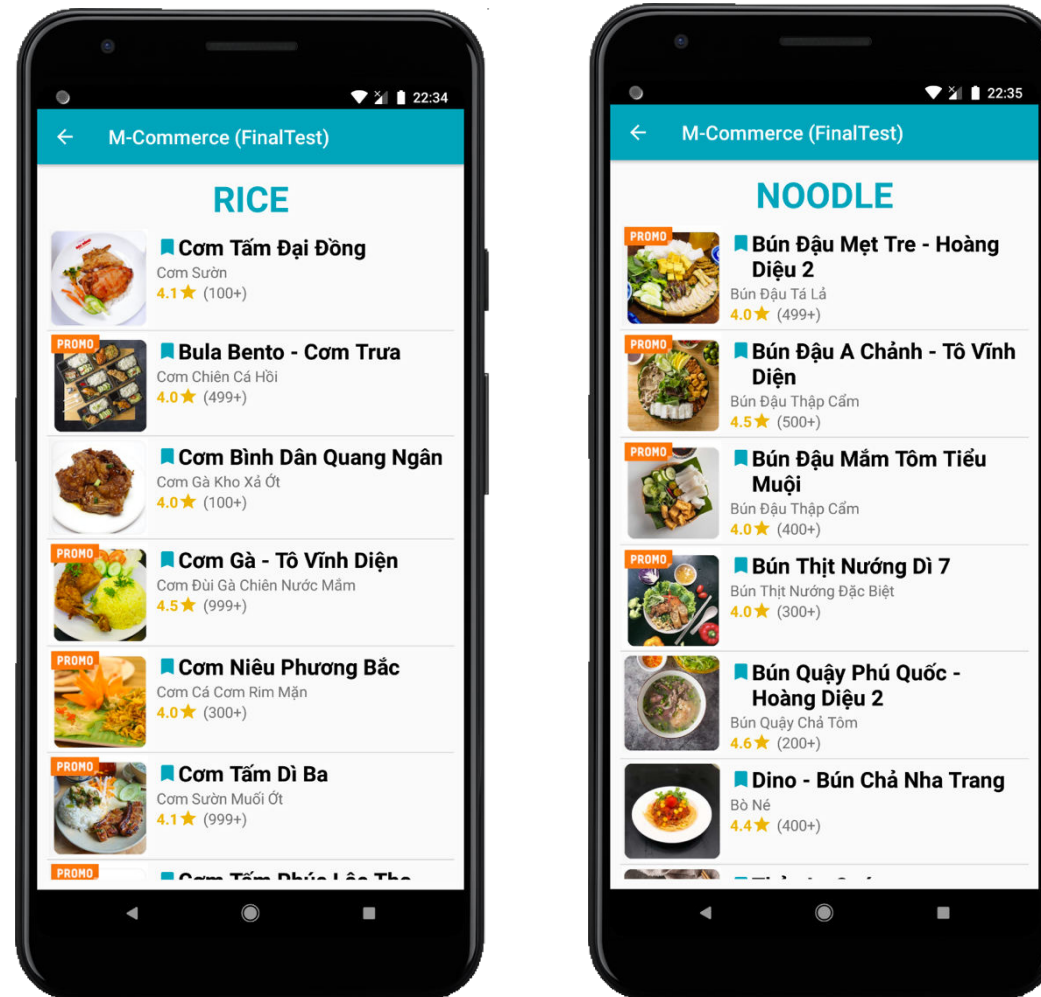 22:34
M-Commerce (FinalTest)
RICE
Cơm Tấm Đại Đồng
Cơm Sườn
4.1★ (100+)
PROMO
Bula Bento - Cơm Trưa
Cơm Chiên Cá Hồi
4.0★ (499+)
Cơm Bình Dân Quang Ngân
Cơm Gà Kho Xả Ớt
4.0★ (100+)
PROMO
Cơm Gà - Tô Vĩnh Diện
Cơm Đùi Gà Chiên Nước Mắm
4.5★ (999+)
PROMO
Cơm Niêu Phương Bắc
Cơm Cá Cơm Rim Mặn
4.0★ (300+)
PROMO
Cơm Tấm Dì Ba
Cơm Sườn Muối Ớt
4.1★ (999+)
PROMO
Cơm Tấm Phúc Lộc Thọ
22:35
M-Commerce (FinalTest)
NOODLE
PROMO
Bún Đậu Mẹt Tre - Hoàng
Diệu 2
Bún Đậu Tá Lả
4.0★ (499+)
PROMO
Bún Đậu A Chảnh - Tô Vĩnh
Diện
Bún Đậu Thập Cẩm
4.5★ (500+)
PROMO
Bún Đậu Mắm Tôm Tiểu
Muội
Bún Đậu Thập Cẩm
4.0★ (400+)
PROMO
Bún Thịt Nướng Dì 7
Bún Thịt Nướng Đặc Biệt
4.0★ (300+)
Bún Quậy Phú Quốc -
Hoàng Diệu 2
Bún Quậy Chả Tôm
4.6★ (200+)
Dino - Bún Chả Nha Trang
Bò Né
4.4★ (400+)